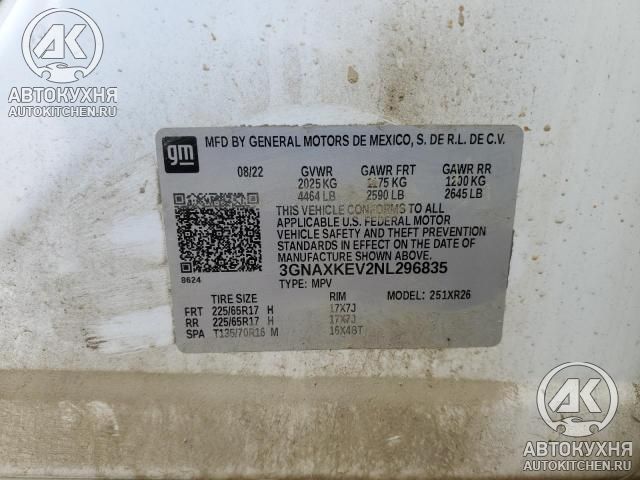 AK
АВТОКУХНЯ
AUTOKITCHEN.RU
gm
MFD BY GENERAL MOTORS DE MEXICO, S. DE R.L. DE C.V.
08/22 GVWR GAWR FRT GAWR RR
2025 KG 1175 KG 1200 KG
4464 LB 2590 LB 2645 LB
THIS VEHICLE CONFORMS TO ALL
APPLICABLE U.S. FEDERAL MOTOR
VEHICLE SAFETY AND THEFT PREVENTION
STANDARDS IN EFFECT ON THE DATE OF
MANUFACTURE SHOWN ABOVE.
8624
3GNAXKEV2NL296835
TYPE: MPV MODEL: 251XR26
TIRE SIZE RIM
FRT 225/65R17 H 17X7J
RR 225/65R17 H 17X7J
SPA T135/70R16 M 16X4BT
AK
АВТОКУХНЯ
AUTOKITCHEN.RU